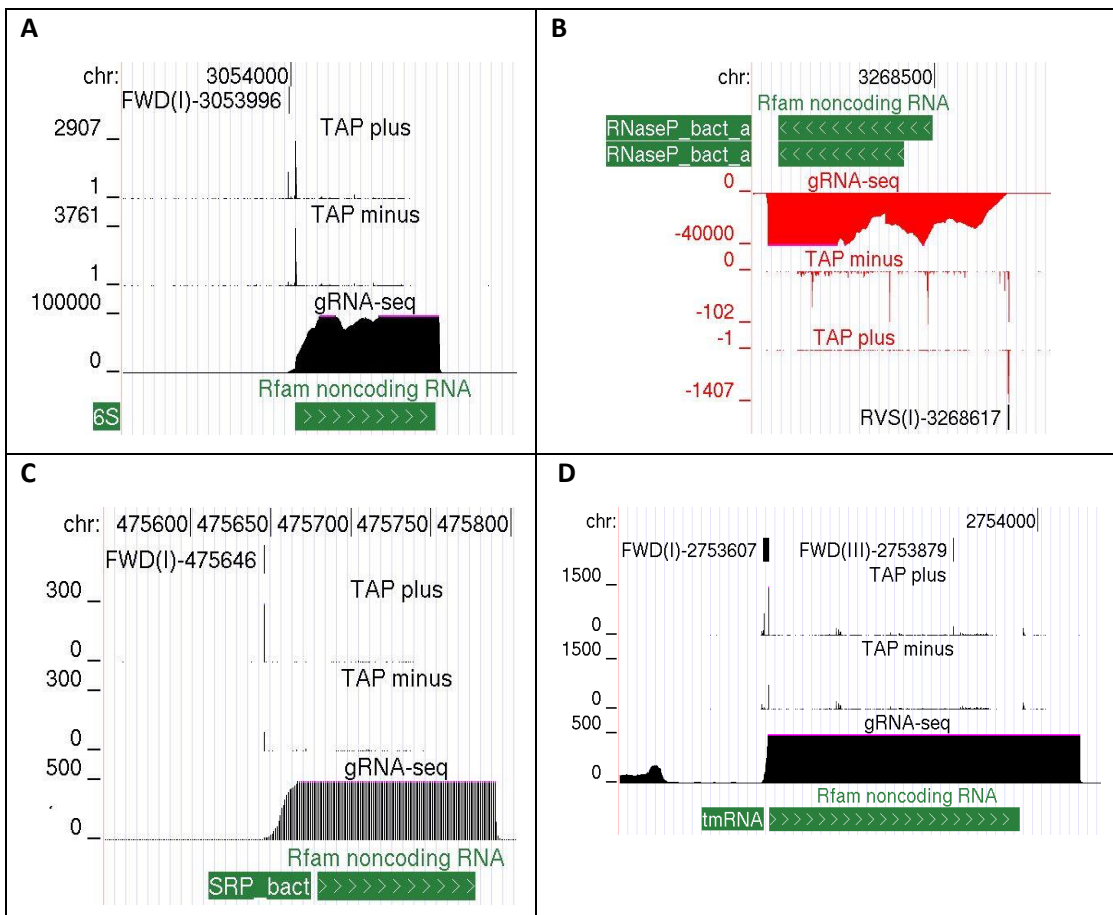 A
chr: 3054000
FWD(I)-3053996
TAP plus
2907
1
TAP minus
3761
1
gRNA-seq
100000
0
Rfam noncoding RNA
6S
B
chr: 3268500
Rfam noncoding RNA
RNaseP_bact_a
RNaseP_bact_a
gRNA-seq
0
-40000
TAP minus
0
-102
TAP plus
-1
-1407
RVS(I)-3268617
C
chr: 475600 475650 475700 475750 475800
FWD(I)-475646
TAP plus
300
0
TAP minus
300
0
gRNA-seq
500
0
Rfam noncoding RNA
SRP_bact
D
chr: 2754000
FWD(I)-2753607 FWD(III)-2753879
TAP plus
1500
0
TAP minus
1500
0
gRNA-seq
500
0
Rfam noncoding RNA
tmRNA